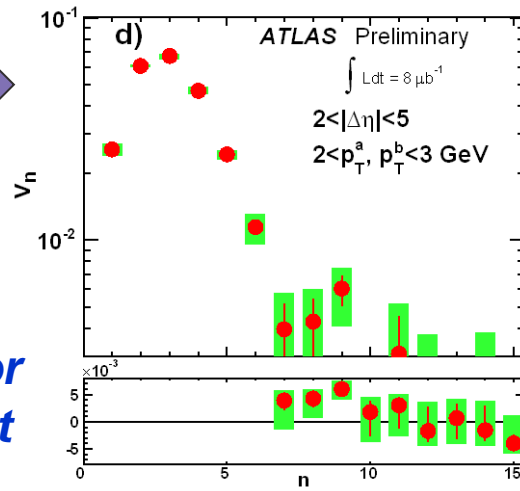 10⁻¹
d)
ATLAS Preliminary
∫ Ldt = 8 μb⁻¹
2<|Δη|<5
2<p_T^a, p_T^b<3 GeV
v_n
10⁻²
or
t
×10⁻³
5
0
-5
0 5 10 15
n